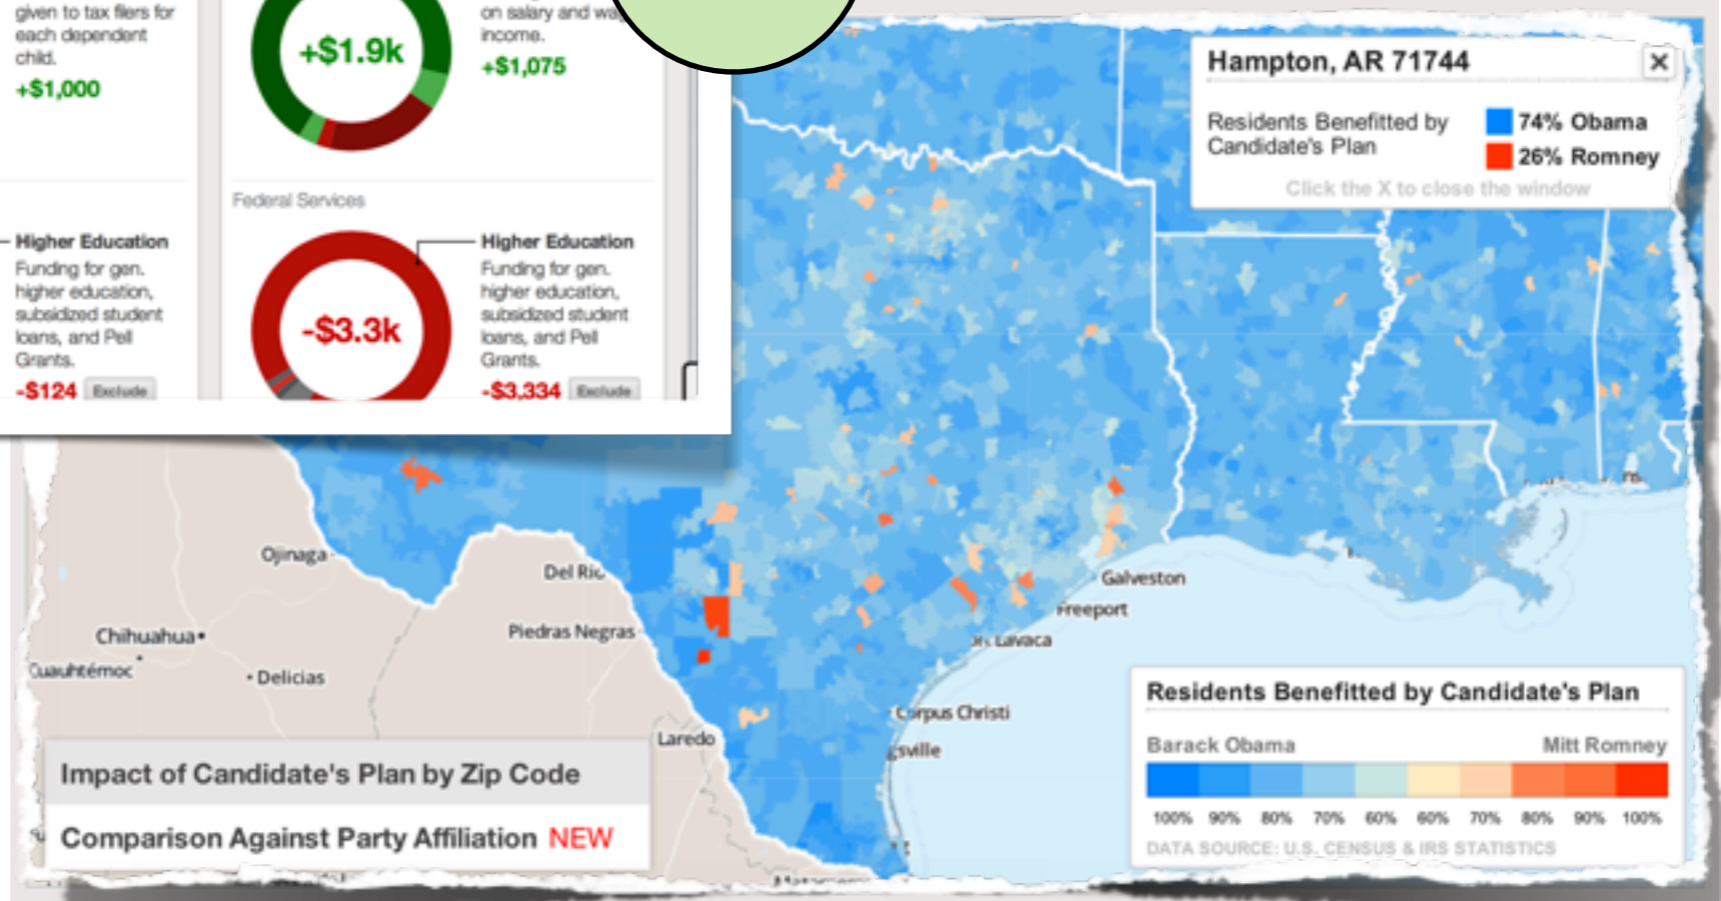 given to tax filers for
each dependent
child.
+$1,000
Higher Education
Funding for gen.
higher education,
subsidized student
loans, and Pell
Grants.
-$124 Exclude
+$1.9k
on salary and
income.
+$1,075
Federal Services
-$3.3k
Higher Education
Funding for gen.
higher education,
subsidized student
loans, and Pell
Grants.
-$3,334 Exclude
Hampton, AR 71744
Residents Benefitted by
Candidate's Plan
74% Obama
26% Romney
Click the X to close the window
Ojinaga
Del Rio
Chihuahua
Piedras Negras
Cuauhtémoc
Delicias
Laredo
Galveston
Freeport
Lavaca
Corpus Christi
gsville
Impact of Candidate's Plan by Zip Code
Comparison Against Party Affiliation NEW
Residents Benefitted by Candidate's Plan
Barack Obama Mitt Romney
100% 90% 80% 70% 60% 60% 70% 80% 90% 100%
DATA SOURCE: U.S. CENSUS & IRS STATISTICS